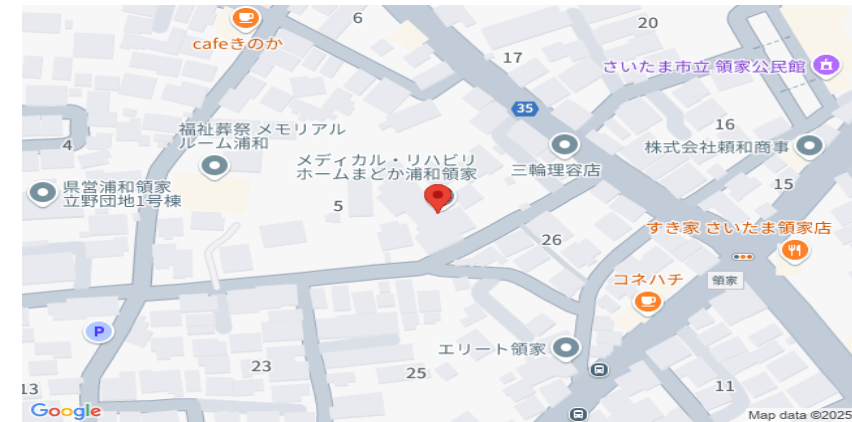 6
cafeきのか
20
17
さいたま市立 領家公民館
35
福祉葬祭 メモリアル
ルーム浦和
4
16
メディカル・リハビリ
ホームまどか浦和領家
三輪理容店
株式会社頼和商事
県営浦和領家
立野団地1号棟
15
5
すき家 さいたま領家店
26
コネハチ
領家
P
エリート領家
23
25
11
13
Google
Map data ©2025